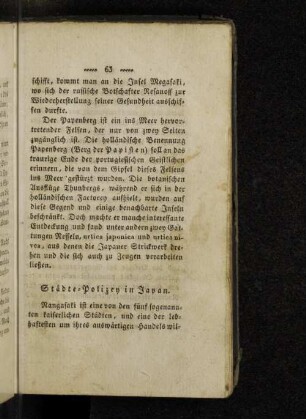 63
schifft, kommt man an die Insel Megasaki,
wo sich der russische Botschafter Resanoff zur
Wiederherstellung seiner Gesundheit ausschif-
fen durfte.
Der Papenberg ist ein ins Meer hervor-
tretender Felsen, der nur von zwey Seiten
zugänglich ist. Die holländische Benennung
Papenberg (Berg der Papisten) soll an das
traurige Ende der portugiesischen Geistlichen
erinnern, die von dem Gipfel dieses Felsens
ins Meer gestürzt wurden. Die botanischen
Ausflüge Thunbergs, während er sich in der
holländischen Factorey aufhielt, wurden auf
diese Gegend und einige benachbarte Inseln
beschränkt. Doch machte er manche interessante
Entdeckung und fand unter andern zwey Gat-
tungen Nesseln, urtica japonica und urtica ni-
vea, aus denen die Japaner Strickwerk dre-
hen und die sich auch zu Zeugen verarbeiten
ließen.
Städte-Polizey in Japan.
Nangasaki ist eine von den fünf sogenann-
ten kaiserlichen Städten, und eine der leb-
haftesten um ihres auswärtigen Handels wil-